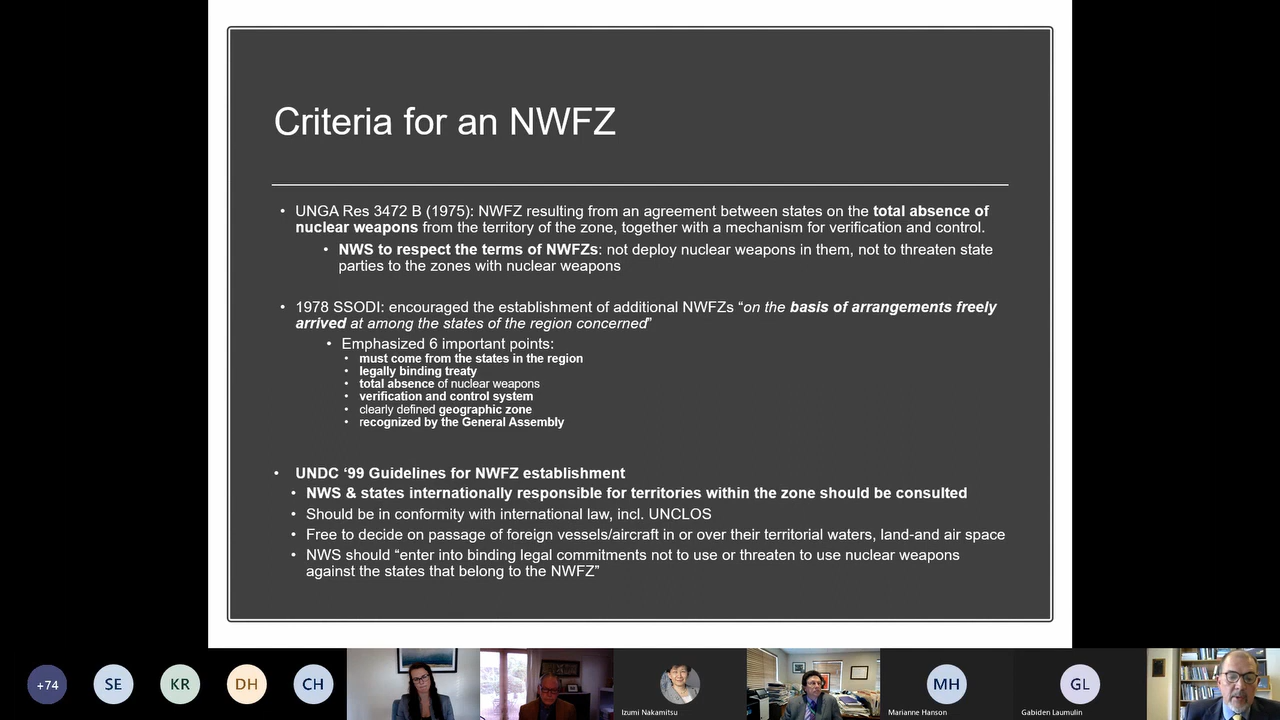 Criteria for an NWFZ
• UNGA Res 3472 B (1975): NWFZ resulting from an agreement between states on the total absence of
nuclear weapons from the territory of the zone, together with a mechanism for verification and control.
• NWS to respect the terms of NWFZs: not deploy nuclear weapons in them, not to threaten state
parties to the zones with nuclear weapons
• 1978 SSODI: encouraged the establishment of additional NWFZs “on the basis of arrangements freely
arrived at among the states of the region concerned”
• Emphasized 6 important points:
• must come from the states in the region
• legally binding treaty
• total absence of nuclear weapons
• verification and control system
• clearly defined geographic zone
• recognized by the General Assembly
• UNDC ‘99 Guidelines for NWFZ establishment
• NWS & states internationally responsible for territories within the zone should be consulted
• Should be in conformity with international law, incl. UNCLOS
• Free to decide on passage of foreign vessels/aircraft in or over their territorial waters, land-and air space
• NWS should “enter into binding legal commitments not to use or threaten to use nuclear weapons
against the states that belong to the NWFZ”
+74
SE
KR
DH
CH
Izumi Nakamitsu
MH
Marianne Hanson
GL
Gabiden Laumulin